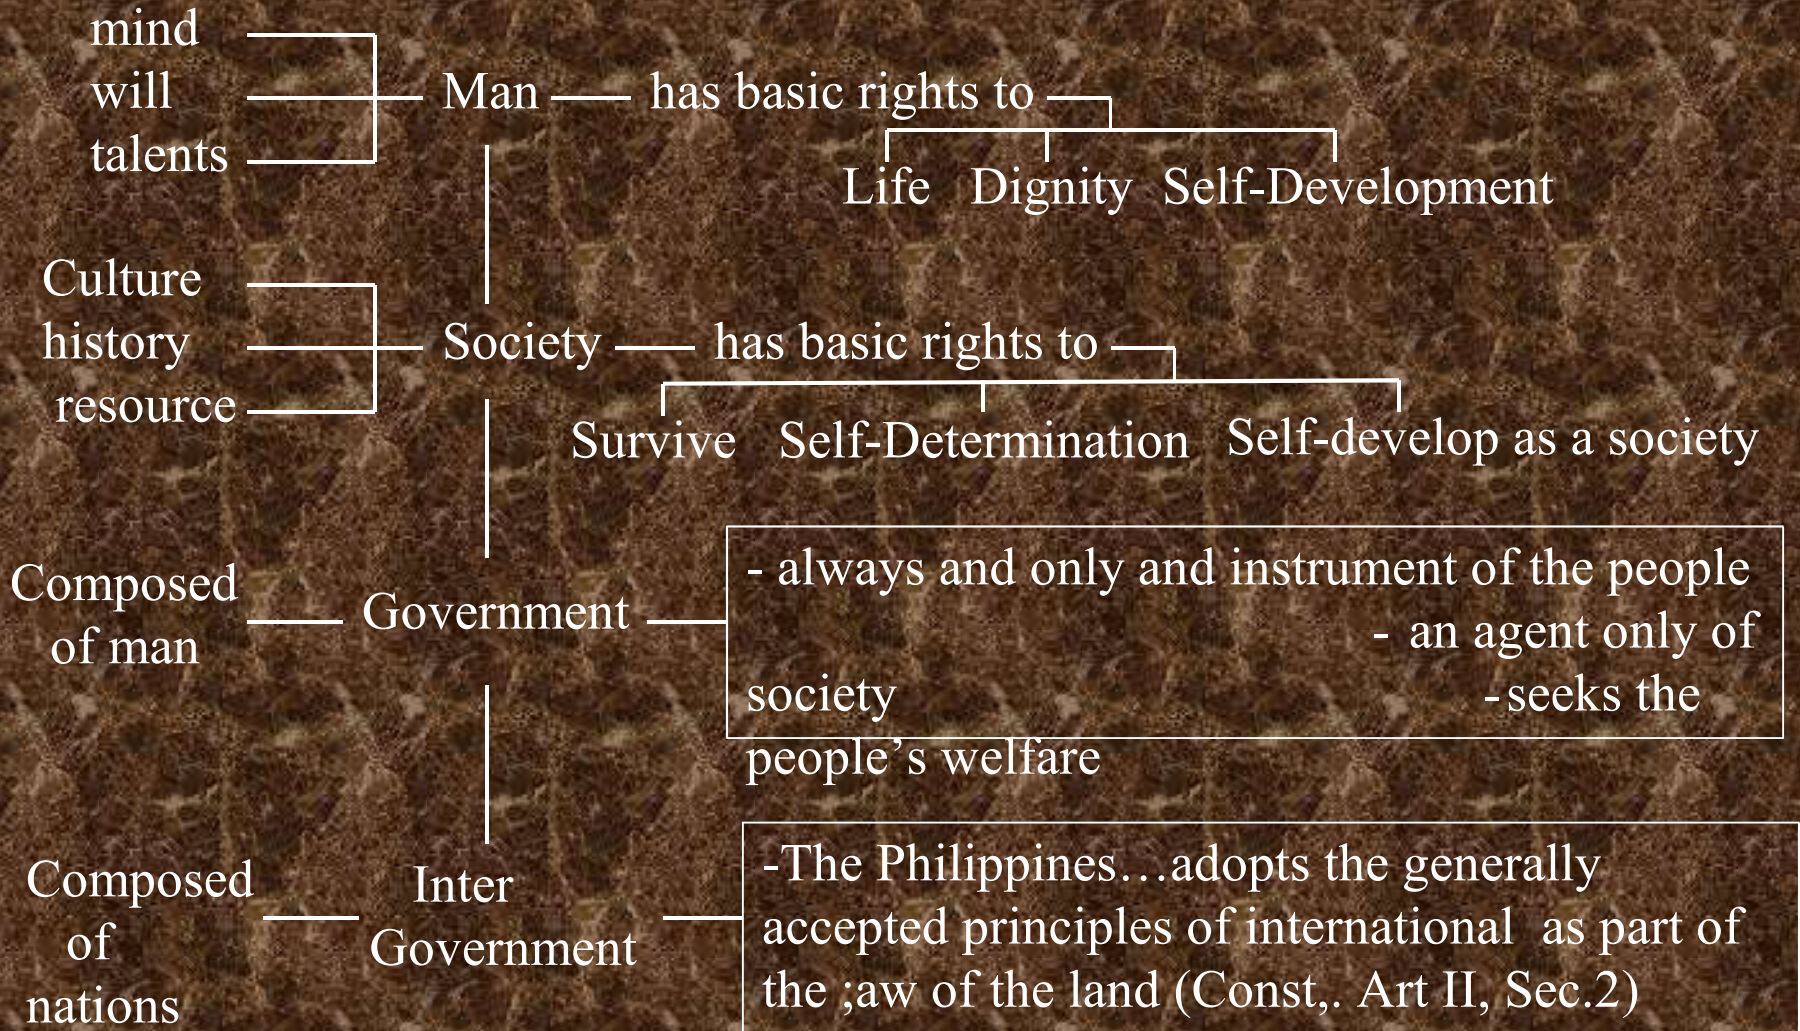 mind
will
talents
Man
has basic rights to
Life
Dignity
Self-Development
Culture
history
resource
Society
has basic rights to
Survive
Self-Determination
Self-develop as a society
Composed
of man
Government
- always and only and instrument of the people
- an agent only of
society -seeks the
people’s welfare
Composed
of
nations
Inter
Government
-The Philippines…adopts the generally
accepted principles of international as part of
the ;aw of the land (Const,. Art II, Sec.2)